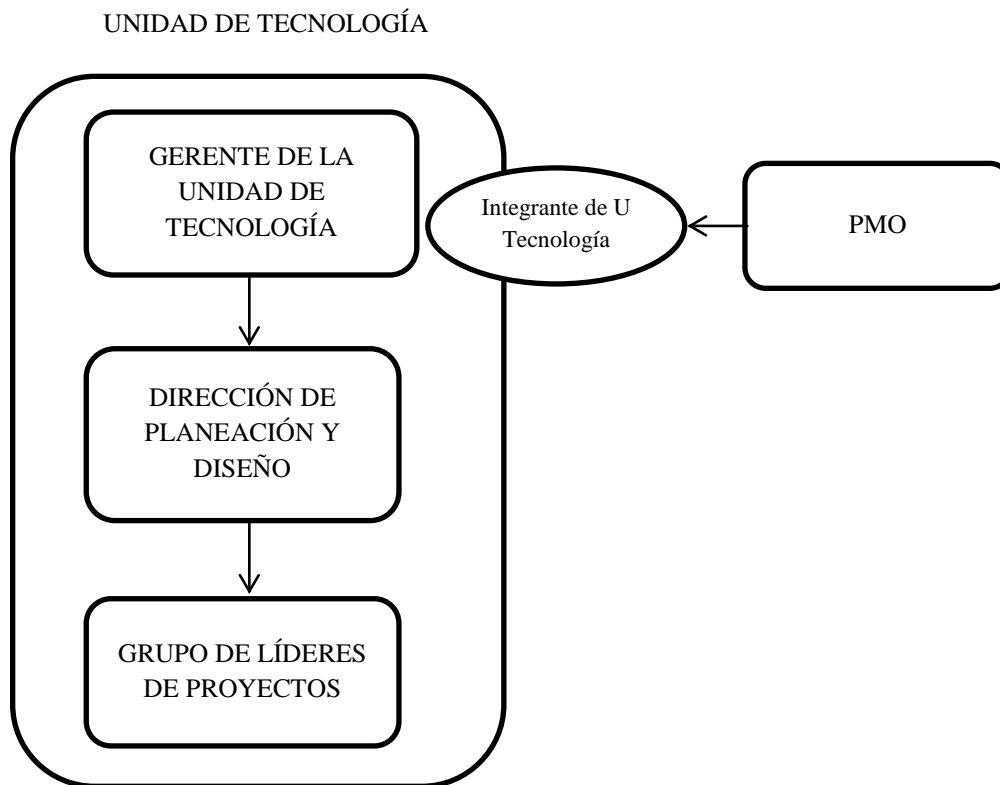 UNIDAD DE TECNOLOGÍA
GERENTE DE LA
UNIDAD DE
TECNOLOGÍA
Integrante de U
Tecnología
PMO
DIRECCIÓN DE
PLANEACIÓN Y
DISEÑO
GRUPO DE LÍDERES
DE PROYECTOS